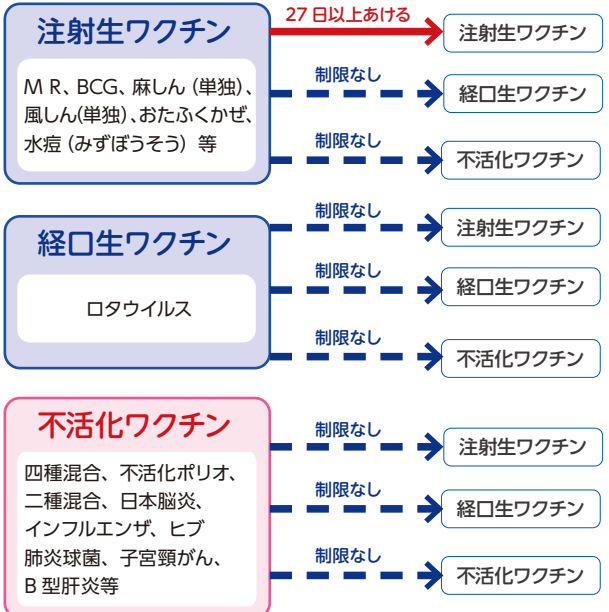 注射生ワクチン
M R、BCG、麻しん (単独)、
風しん(単独)、おたふくかぜ、
水痘 (みずぼうそう) 等
27 日以上あける
注射生ワクチン
制限なし
経口生ワクチン
制限なし
不活化ワクチン
経口生ワクチン
ロタウイルス
制限なし
注射生ワクチン
制限なし
経口生ワクチン
制限なし
不活化ワクチン
不活化ワクチン
四種混合、不活化ポリオ、
二種混合、日本脳炎、
インフルエンザ、ヒブ
肺炎球菌、子宮頸がん、
B 型肝炎等
制限なし
注射生ワクチン
制限なし
経口生ワクチン
制限なし
不活化ワクチン